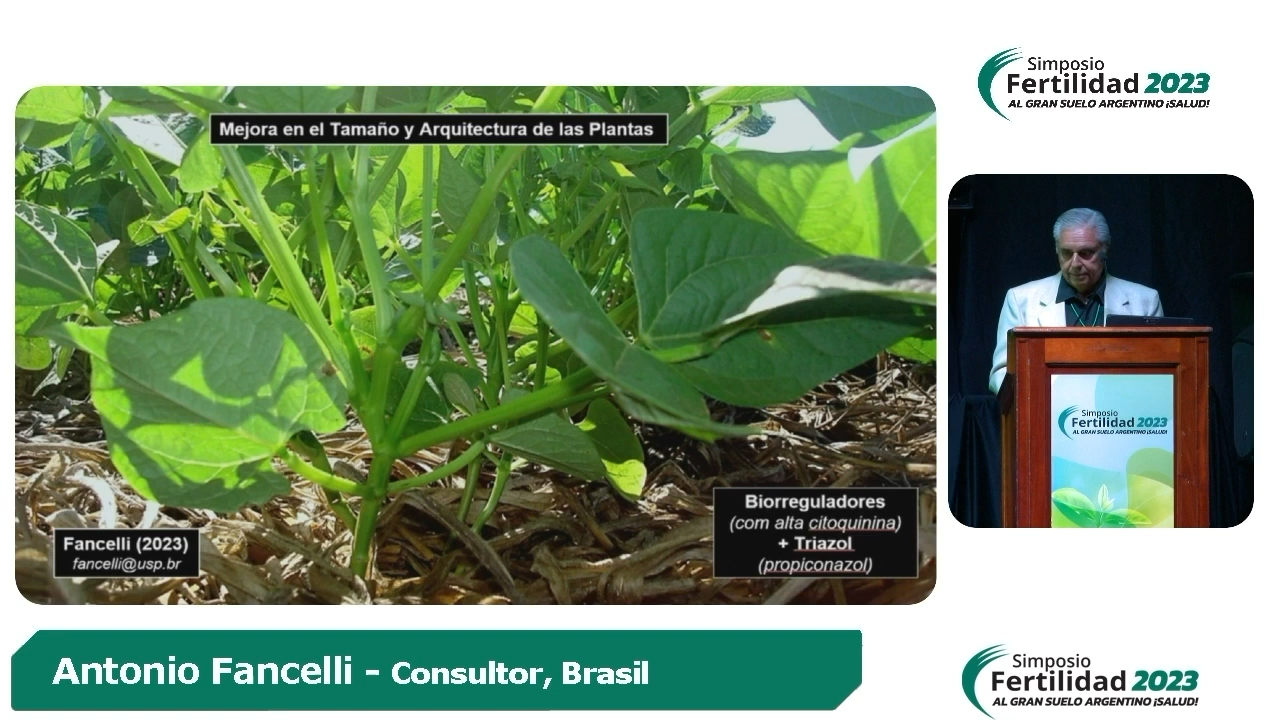 Simposio
Fertilidad 2023
AL GRAN SUELO ARGENTINO ¡SALUD!
Mejora en el Tamaño y Arquitectura de las Plantas
Simposio
Fertilidad 2023
AL GRAN SUELO ARGENTINO ¡SALUD!
Biorreguladores
(com alta citoquinina)
+ Triazol
(propiconazol)
Fancelli (2023)
fancelli@usp.br
Antonio Fancelli - Consultor, Brasil
Simposio
Fertilidad 2023
AL GRAN SUELO ARGENTINO ¡SALUD!